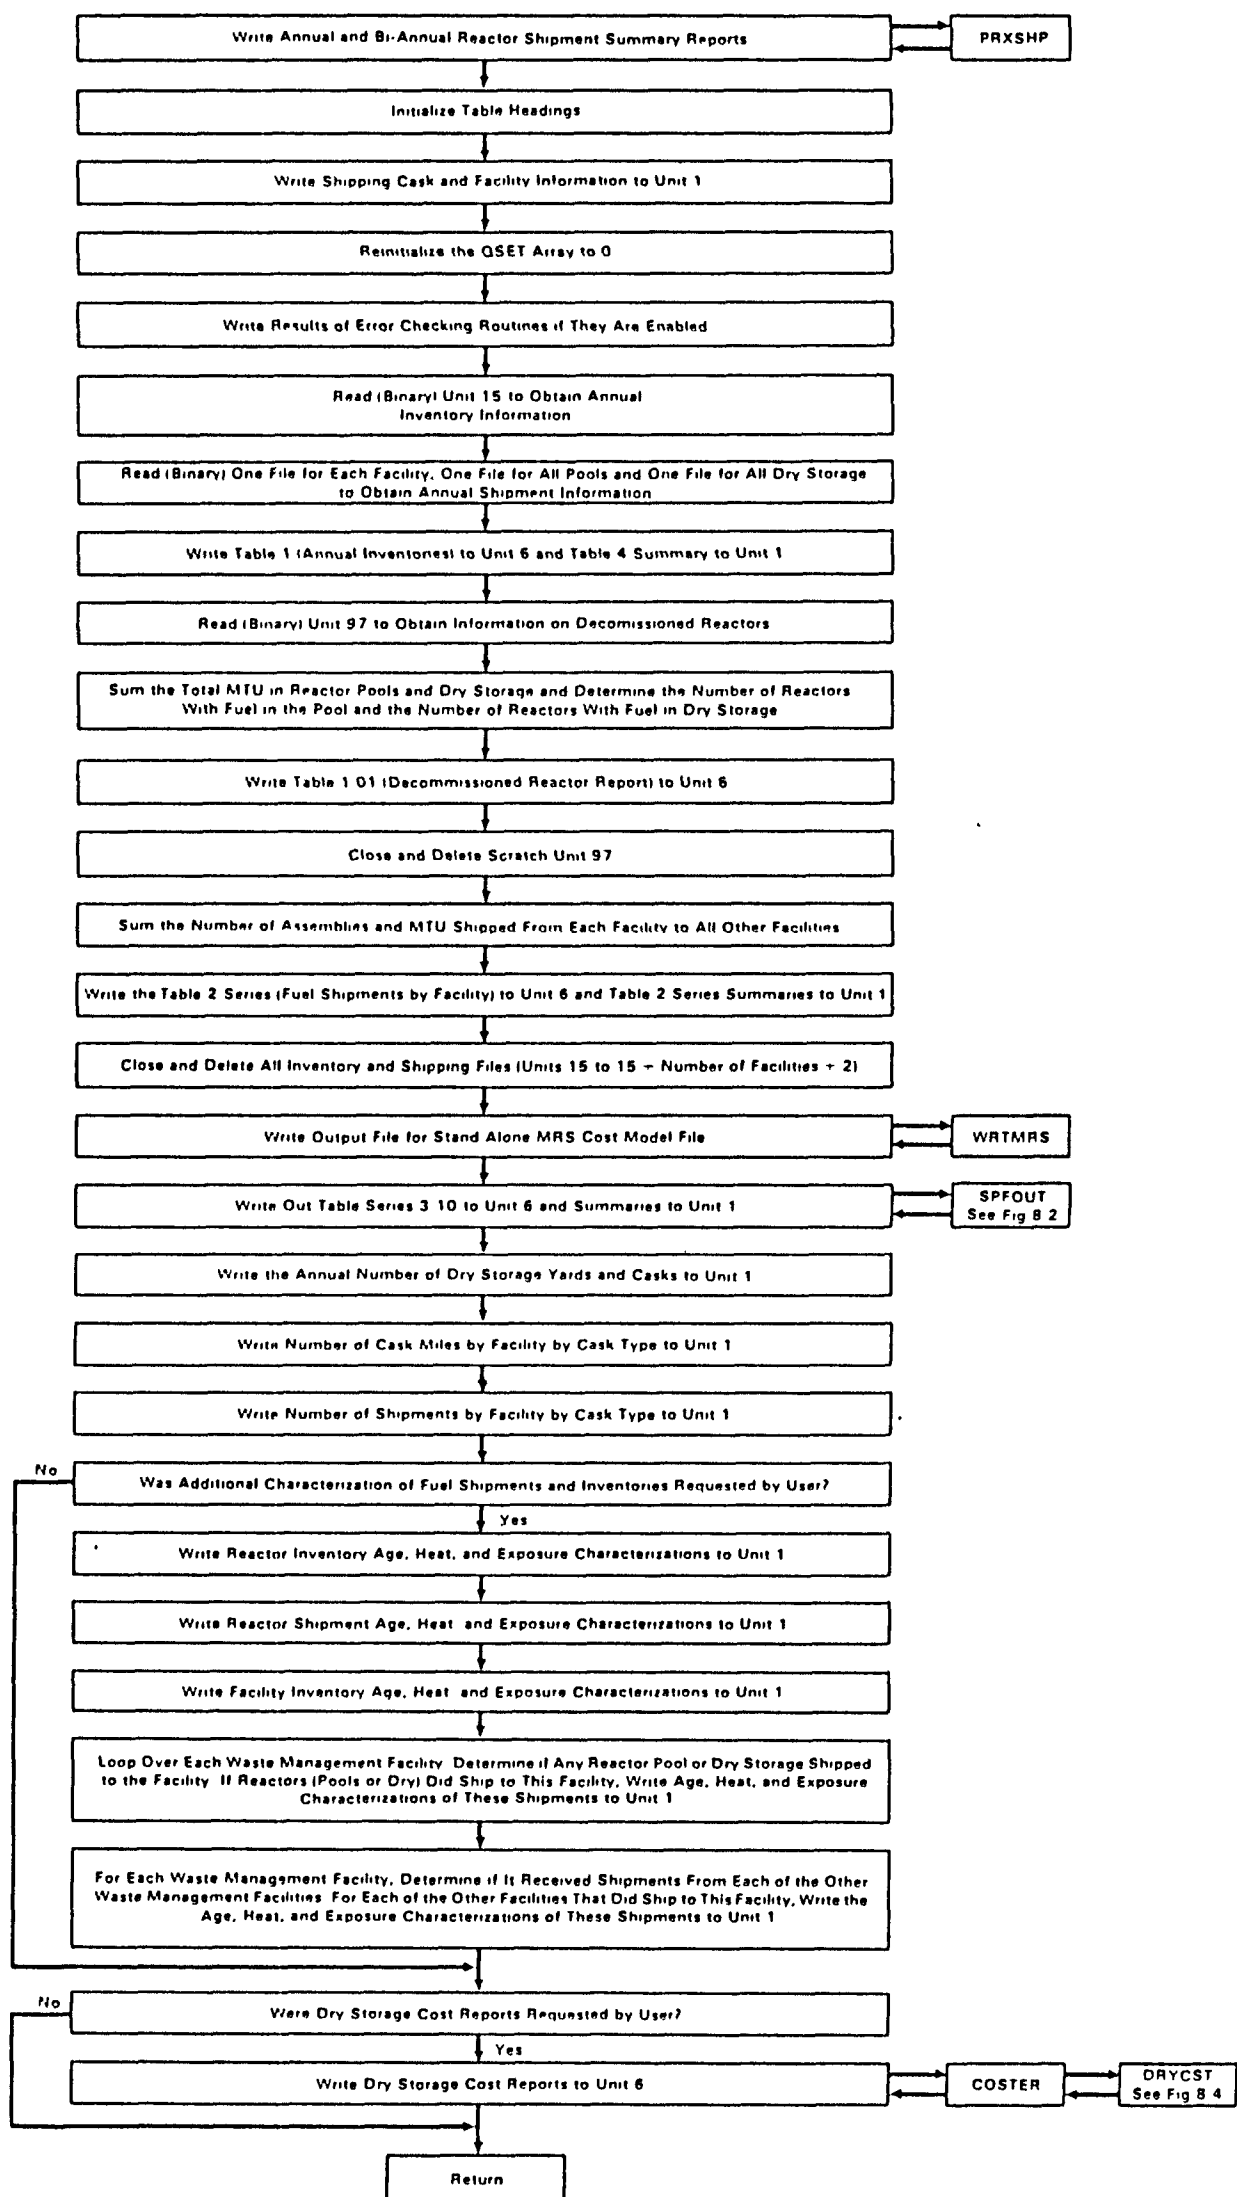 Write Annual and Bi-Annual Reactor Shipment Summary Reports
PRXSHP
Initialize Table Headings
Write Shipping Cask and Facility Information to Unit 1
Reinitialize the QSET Array to 0
Write Results of Error Checking Routines if They Are Enabled
Read (Binary) Unit 15 to Obtain Annual
Inventory Information
Read (Binary) One File for Each Facility, One File for All Pools and One File for All Dry Storage
to Obtain Annual Shipment Information
Write Table 1 (Annual Inventories) to Unit 6 and Table 4 Summary to Unit 1
Read (Binary) Unit 97 to Obtain Information on Decomissioned Reactors
Sum the Total MTU in Reactor Pools and Dry Storage and Determine the Number of Reactors
With Fuel in the Pool and the Number of Reactors With Fuel in Dry Storage
Write Table 1 01 (Decommissioned Reactor Report) to Unit 6
Close and Delete Scratch Unit 97
Sum the Number of Assemblies and MTU Shipped From Each Facility to All Other Facilities
Write the Table 2 Series (Fuel Shipments by Facility) to Unit 6 and Table 2 Series Summaries to Unit 1
Close and Delete All Inventory and Shipping Files (Units 15 to 15 + Number of Facilities + 2)
Write Output File for Stand Alone MRS Cost Model File
WRTMRS
Write Out Table Series 3 10 to Unit 6 and Summaries to Unit 1
SPFOUT
See Fig 8 2
Write the Annual Number of Dry Storage Yards and Casks to Unit 1
Write Number of Cask Miles by Facility by Cask Type to Unit 1
Write Number of Shipments by Facility by Cask Type to Unit 1
No
Was Additional Characterization of Fuel Shipments and Inventories Requested by User?
Yes
Write Reactor Inventory Age, Heat, and Exposure Characterizations to Unit 1
Write Reactor Shipment Age, Heat and Exposure Characterizations to Unit 1
Write Facility Inventory Age, Heat and Exposure Characterizations to Unit 1
Loop Over Each Waste Management Facility Determine if Any Reactor Pool or Dry Storage Shipped
to the Facility If Reactors (Pools or Dry) Did Ship to This Facility, Write Age, Heat, and Exposure
Characterizations of These Shipments to Unit 1
For Each Waste Management Facility, Determine if It Received Shipments From Each of the Other
Waste Management Facilities For Each of the Other Facilities That Did Ship to This Facility, Write the
Age, Heat, and Exposure Characterizations of These Shipments to Unit 1
No
Were Dry Storage Cost Reports Requested by User?
Yes
Write Dry Storage Cost Reports to Unit 6
COSTER
DRYCST
See Fig 8 4
Return